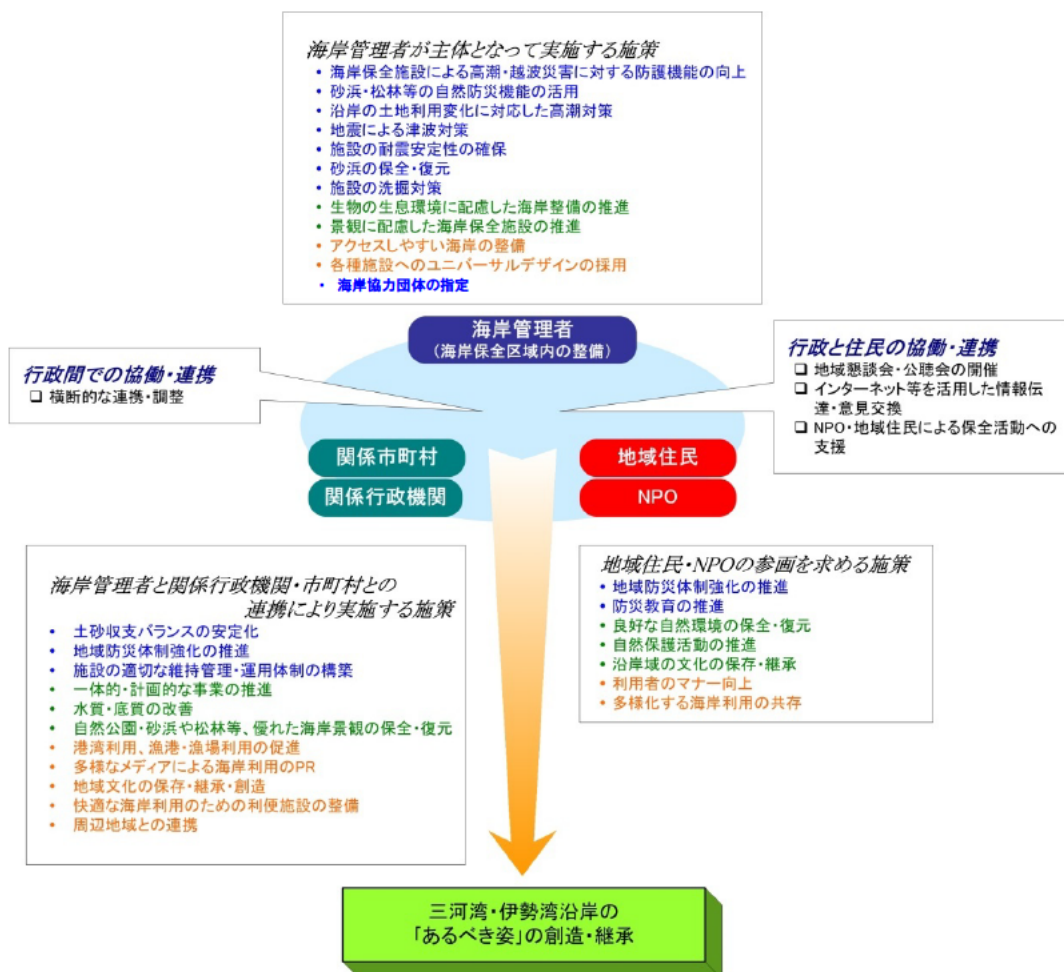 海岸管理者が主体となって実施する施策
・ 海岸保全施設による高潮・越波災害に対する防護機能の向上
・ 砂浜・松林等の自然防災機能の活用
・ 沿岸の土地利用変化に対応した高潮対策
・ 地震による津波対策
・ 施設の耐震安定性の確保
・ 砂浜の保全・復元
・ 施設の洗掘対策
・ 生物の生息環境に配慮した海岸整備の推進
・ 景観に配慮した海岸保全施設の推進
・ アクセスしやすい海岸の整備
・ 各種施設へのユニバーサルデザインの採用
・ 海岸協力団体の指定
海岸管理者
(海岸保全区域内の整備)
行政間での協働・連携
❑ 横断的な連携・調整
行政と住民の協働・連携
❑ 地域懇談会・公聴会の開催
❑ インターネット等を活用した情報伝
達・意見交換
❑ NPO・地域住民による保全活動への
支援
関係市町村
関係行政機関
地域住民
NPO
海岸管理者と関係行政機関・市町村との
連携により実施する施策
・ 土砂収支バランスの安定化
・ 地域防災体制強化の推進
・ 施設の適切な維持管理・運用体制の構築
・ 一体的・計画的な事業の推進
・ 水質・底質の改善
・ 自然公園・砂浜や松林等、優れた海岸景観の保全・復元
・ 港湾利用、漁港・漁場利用の促進
・ 多様なメディアによる海岸利用のPR
・ 地域文化の保存・継承・創造
・ 快適な海岸利用のための利便施設の整備
・ 周辺地域との連携
地域住民・NPOの参画を求める施策
・ 地域防災体制強化の推進
・ 防災教育の推進
・ 良好な自然環境の保全・復元
・ 自然保護活動の推進
・ 沿岸域の文化の保存・継承
・ 利用者のマナー向上
・ 多様化する海岸利用の共存
三河湾・伊勢湾沿岸の
「あるべき姿」の創造・継承